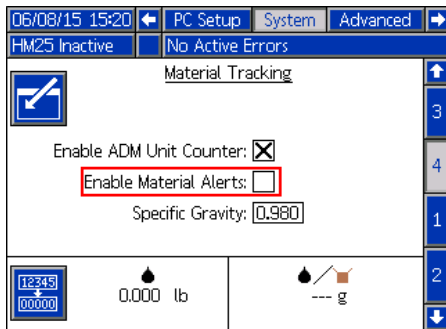 06/08/15 15:20 PC Setup System Advanced
HM25 Inactive No Active Errors
Material Tracking
3
Enable ADM Unit Counter:
4
Enable Material Alerts:
Specific Gravity: 0.980
1
2
12345
00000
0.000 lb
/
--- g